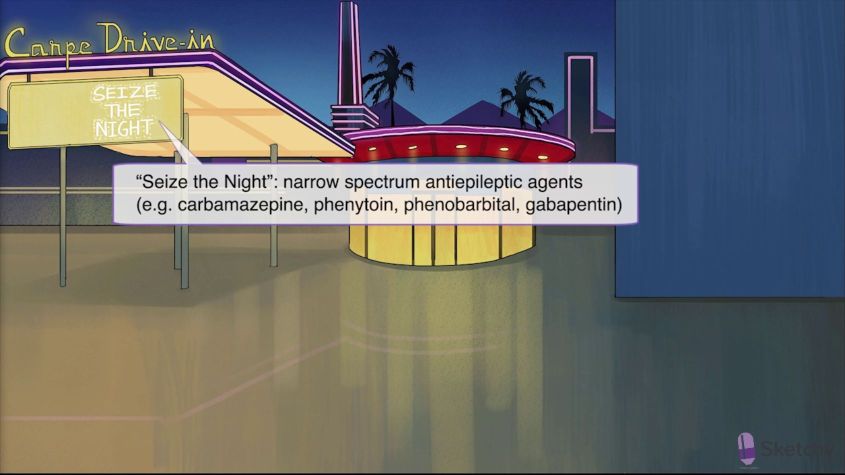 Carpe Drive-in
SEIZE
THE
NIGHT
“Seize the Night”: narrow spectrum antiepileptic agents
(e.g. carbamazepine, phenytoin, phenobarbital, gabapentin)
Sketchy